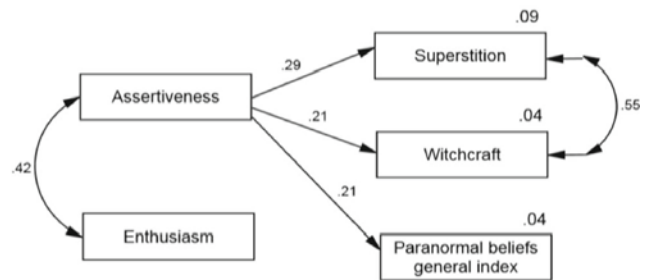 .09
Superstition
.29
Assertiveness
.55
.04
.21
Witchcraft
.42
.21
.04
Enthusiasm
Paranormal beliefs
general index